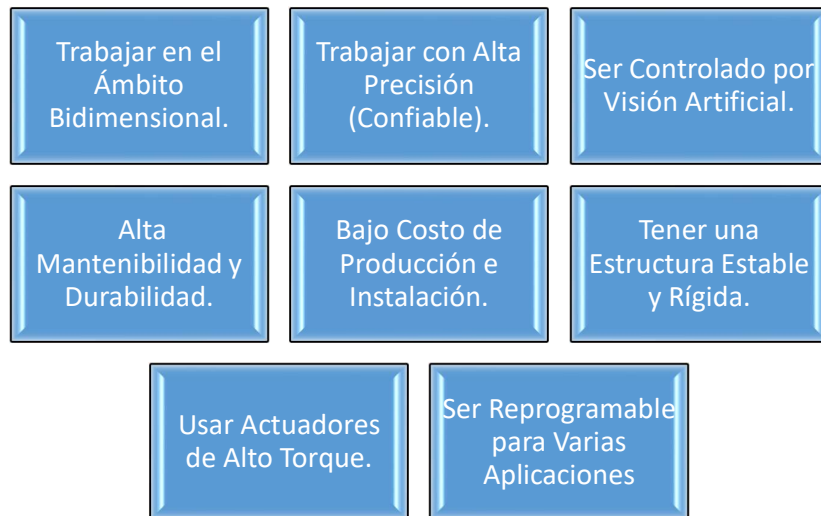 Trabajar en el
Ámbito
Bidimensional.
Trabajar con Alta
Precisión
(Confiable).
Ser Controlado por
Visión Artificial.
Alta
Mantenibilidad y
Durabilidad.
Bajo Costo de
Producción e
Instalación.
Tener una
Estructura Estable
y Rígida.
Usar Actuadores
de Alto Torque.
Ser Reprogramable
para Varias
Aplicaciones